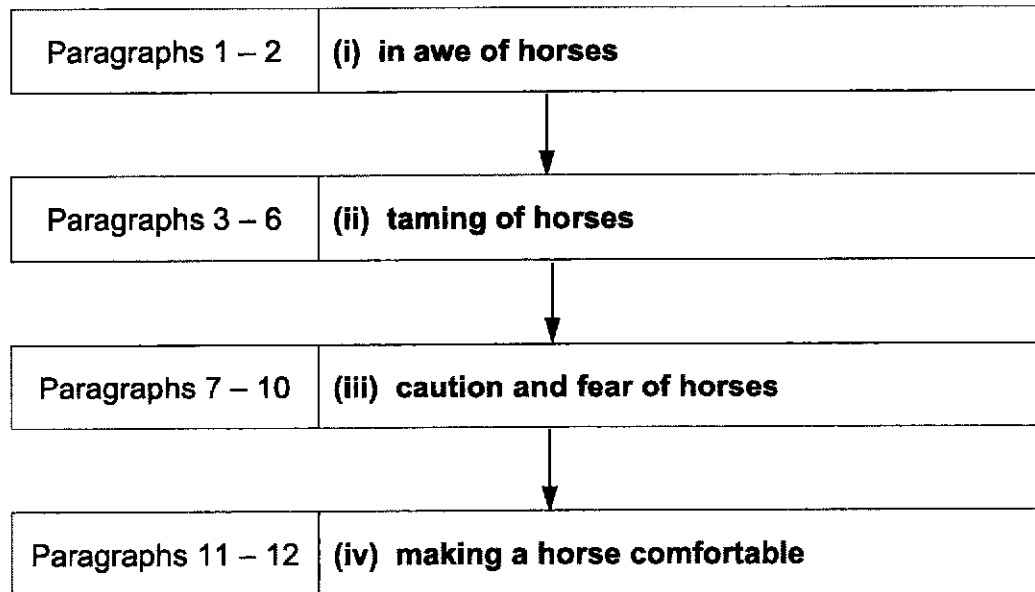 Paragraphs 1 – 2 (i) in awe of horses
Paragraphs 3 – 6 (ii) taming of horses
Paragraphs 7 – 10 (iii) caution and fear of horses
Paragraphs 11 – 12 (iv) making a horse comfortable